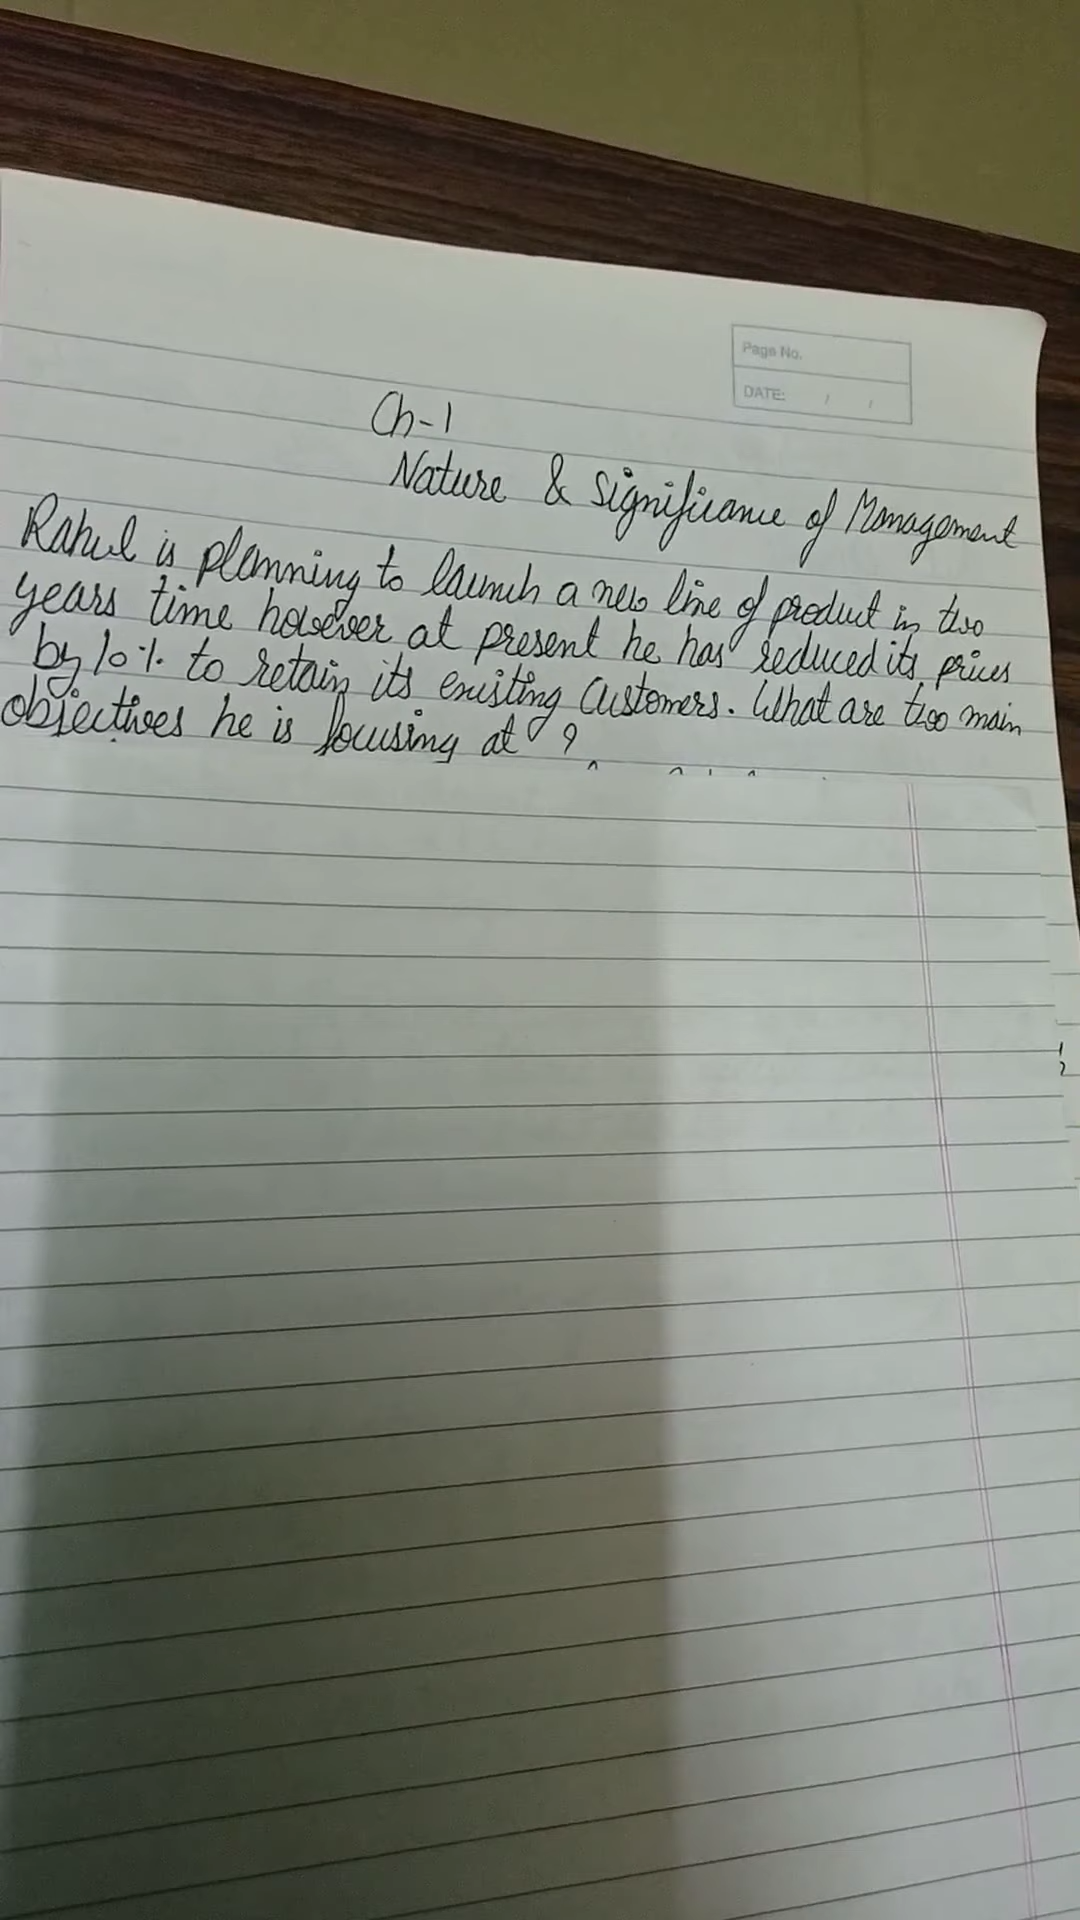 Page No.
DATE: / /
Ch-1
Nature & Significance of Management
Rahul is planning to launch a new line of product in two
years time however at present he has reduced its prices
by 10% to retain its existing customers. What are two main
objectives he is focusing at ?